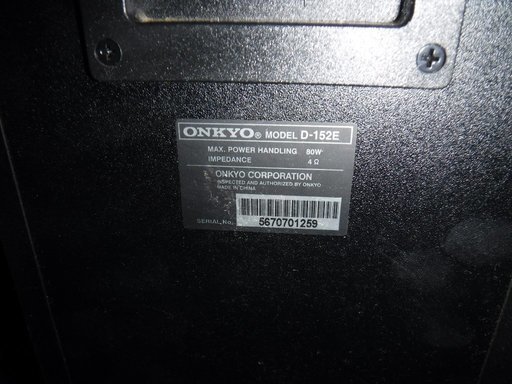 ONKYO® MODEL D-152E
MAX. POWER HANDLING 80W
IMPEDANCE 4 Ω
ONKYO CORPORATION
INSPECTED AND AUTHORIZED BY ONKYO
MADE IN CHINA
SERIAL No. 5670701259